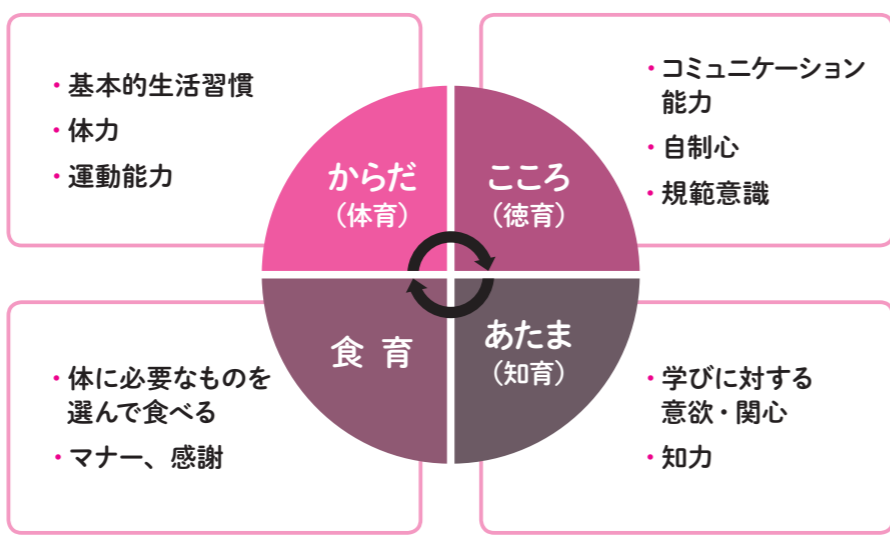 ・基本的生活習慣
・体力
・運動能力
からだ
（体育）
・コミュニケーション
能力
・自制心
・規範意識
こころ
（徳育）
・体に必要なものを
選んで食べる
・マナー、感謝
食育
あたま
（知育）
・学びに対する
意欲・関心
・知力